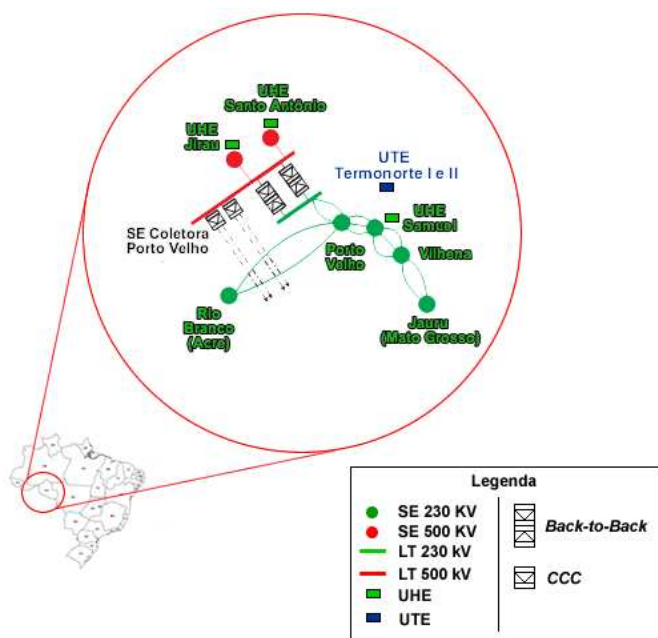 UHE
Santo Antônio
UHE
Jirau
UTE
Termonorte I e II
UHE
Samuel
SE Coletora
Porto Velho
Porto
Velho
Vilhena
Rio
Branco
(Acre)
Jauru
(Mato Grosso)
Legenda
SE 230 KV
SE 500 KV
LT 230 kV
LT 500 kV
UHE
UTE
Back-to-Back
CCC